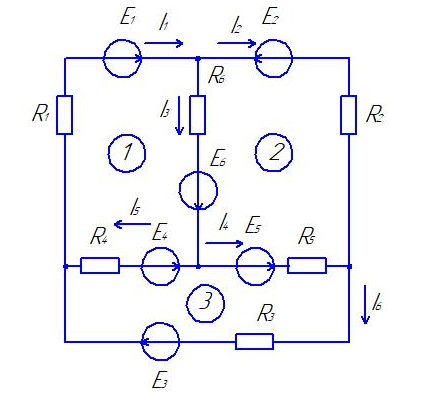 E1 I1 I2 E2
R1 I3 R6 R2
1 2
E6
I5 I4
R4 E4 E5 R5
3 R3 I6
E3